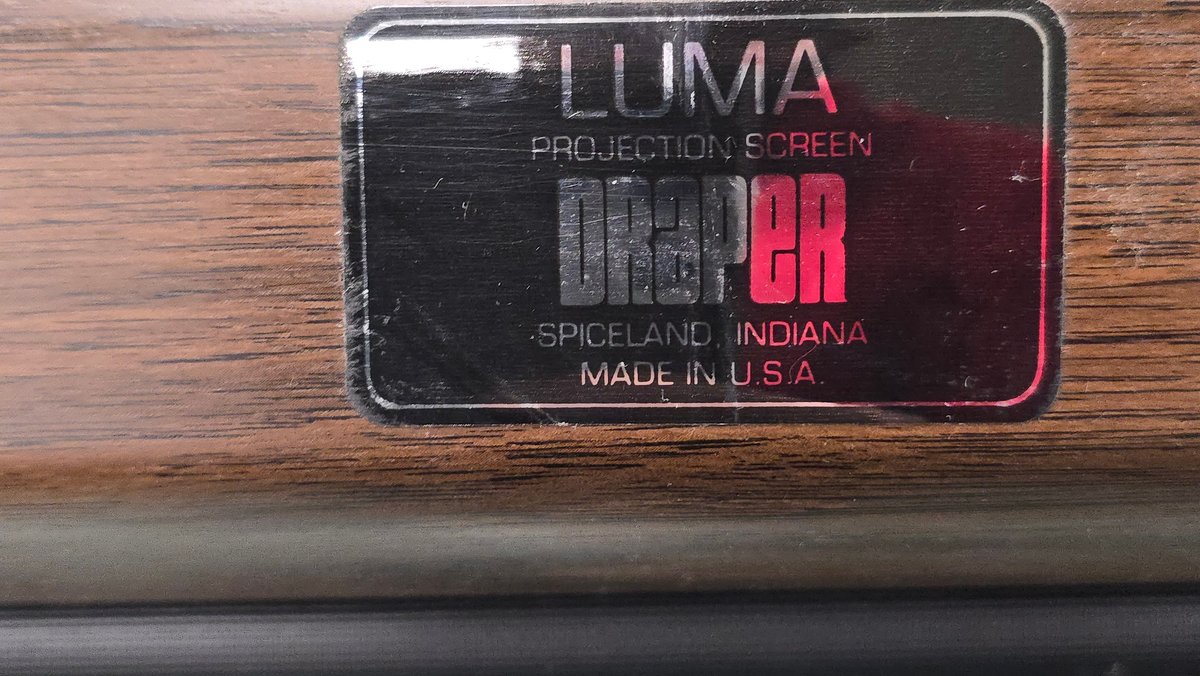 LUMA
PROJECTION SCREEN
DRAPER
SPICELAND, INDIANA
MADE IN U.S.A.